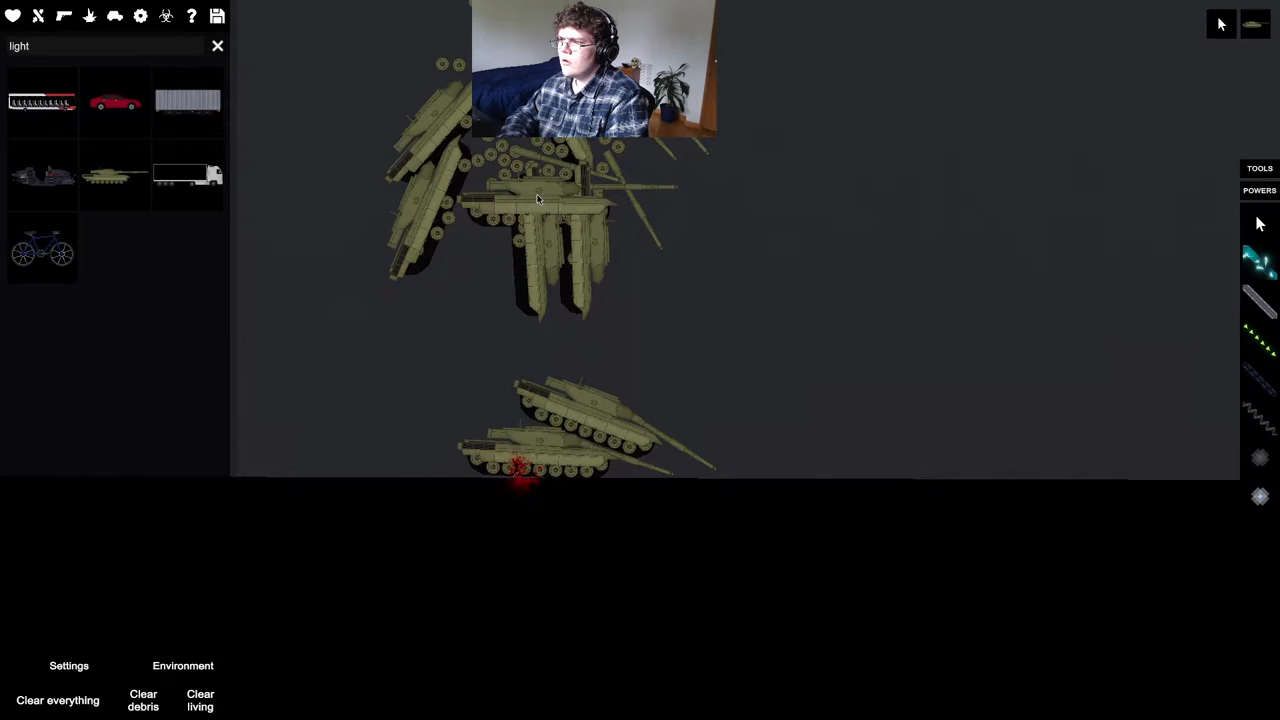 light
TOOLS
POWERS
Settings
Environment
Clear everything
Clear debris
Clear living